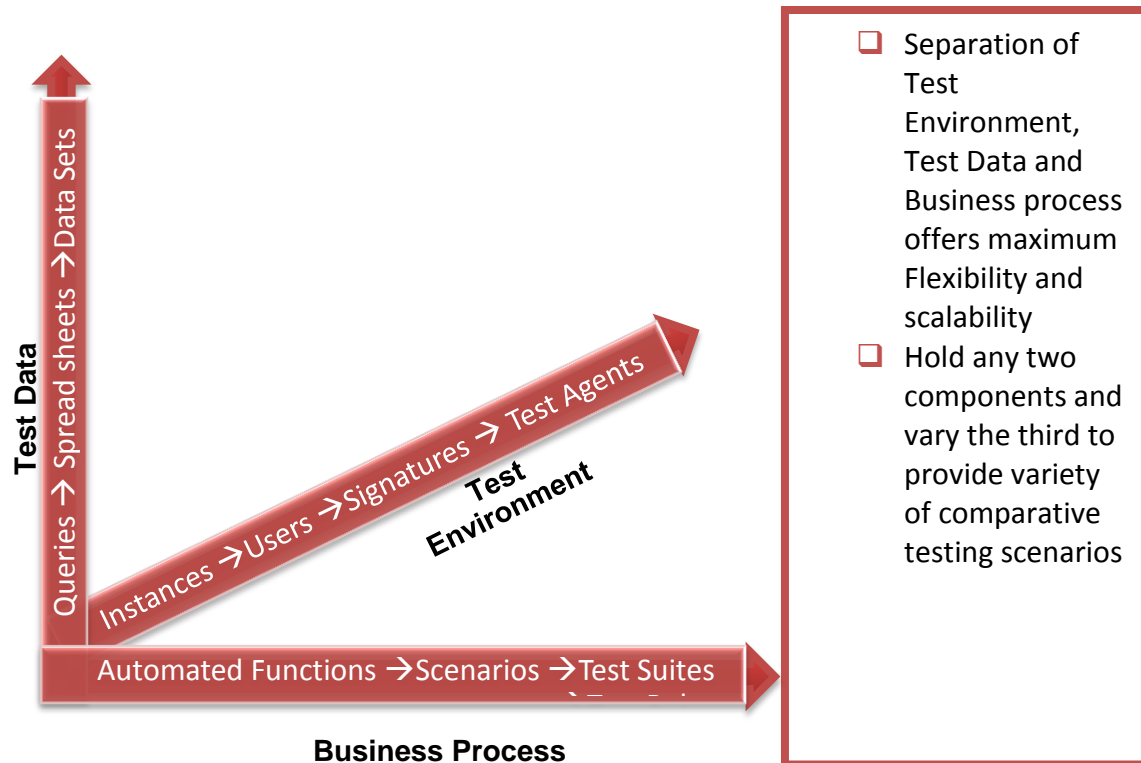 Test Data
Queries → Spread sheets →Data Sets
Instances →Users →Signatures → Test Agents
Test
Environment
Automated Functions →Scenarios →Test Suites
Business Process
❑ Separation of
Test
Environment,
Test Data and
Business process
offers maximum
Flexibility and
scalability
❑ Hold any two
components and
vary the third to
provide variety
of comparative
testing scenarios